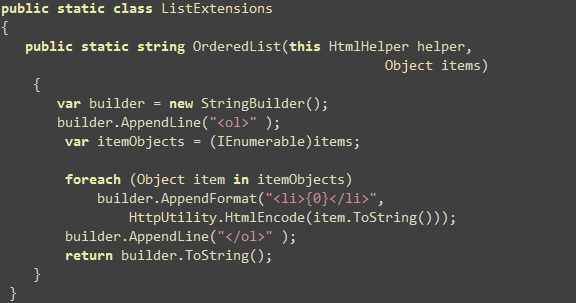 public static class ListExtensions
{
   public static string OrderedList(this HtmlHelper helper,
                                                Object items)
    {
       var builder = new StringBuilder();
       builder.AppendLine("<ol>" );
        var itemObjects = (IEnumerable)items;

        foreach (Object item in itemObjects)
            builder.AppendFormat("<li>{0}</li>",
                HttpUtility.HtmlEncode(item.ToString()));
        builder.AppendLine("</ol>" );
        return builder.ToString();
    }
 }